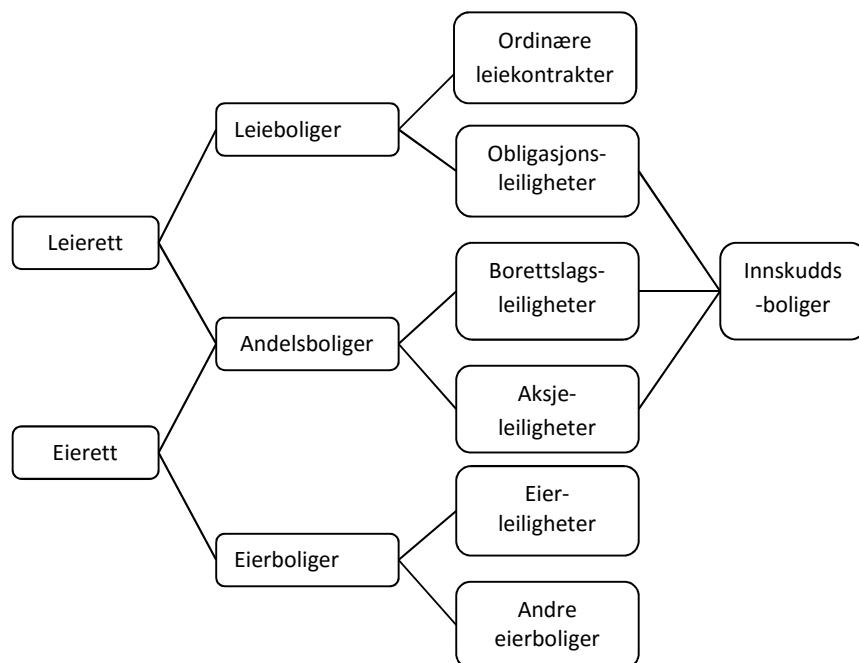 Leierett
Eierett
Leieboliger
Andelsboliger
Eierboliger
Ordinære
leiekontrakter
Obligasjons-
leiligheter
Borettslags-
leiligheter
Aksje-
leiligheter
Eier-
leiligheter
Andre
eierboliger
Innskudds
-boliger